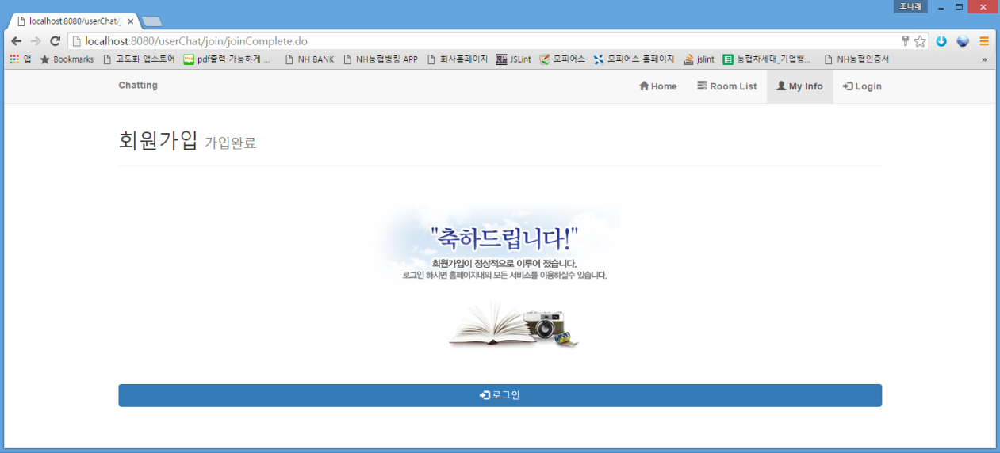 조나래
localhost:8080/userChat/j
localhost:8080/userChat/join/joinComplete.do
앱 Bookmarks 고도화 앱스토어 pdf출력 가능하게 ... NH BANK NH농협뱅킹 APP 회사홈페이지 JSLint 모피어스 모피어스 홈페이지 jslint 농협차세대_기업뱅... NH농협인증서 »
Chatting Home Room List My Info Login
회원가입 가입완료
"축하드립니다!"
회원가입이 정상적으로 이루어 졌습니다.
로그인 하시면 홈페이지내의 모든 서비스를 이용하실수 있습니다.
로그인